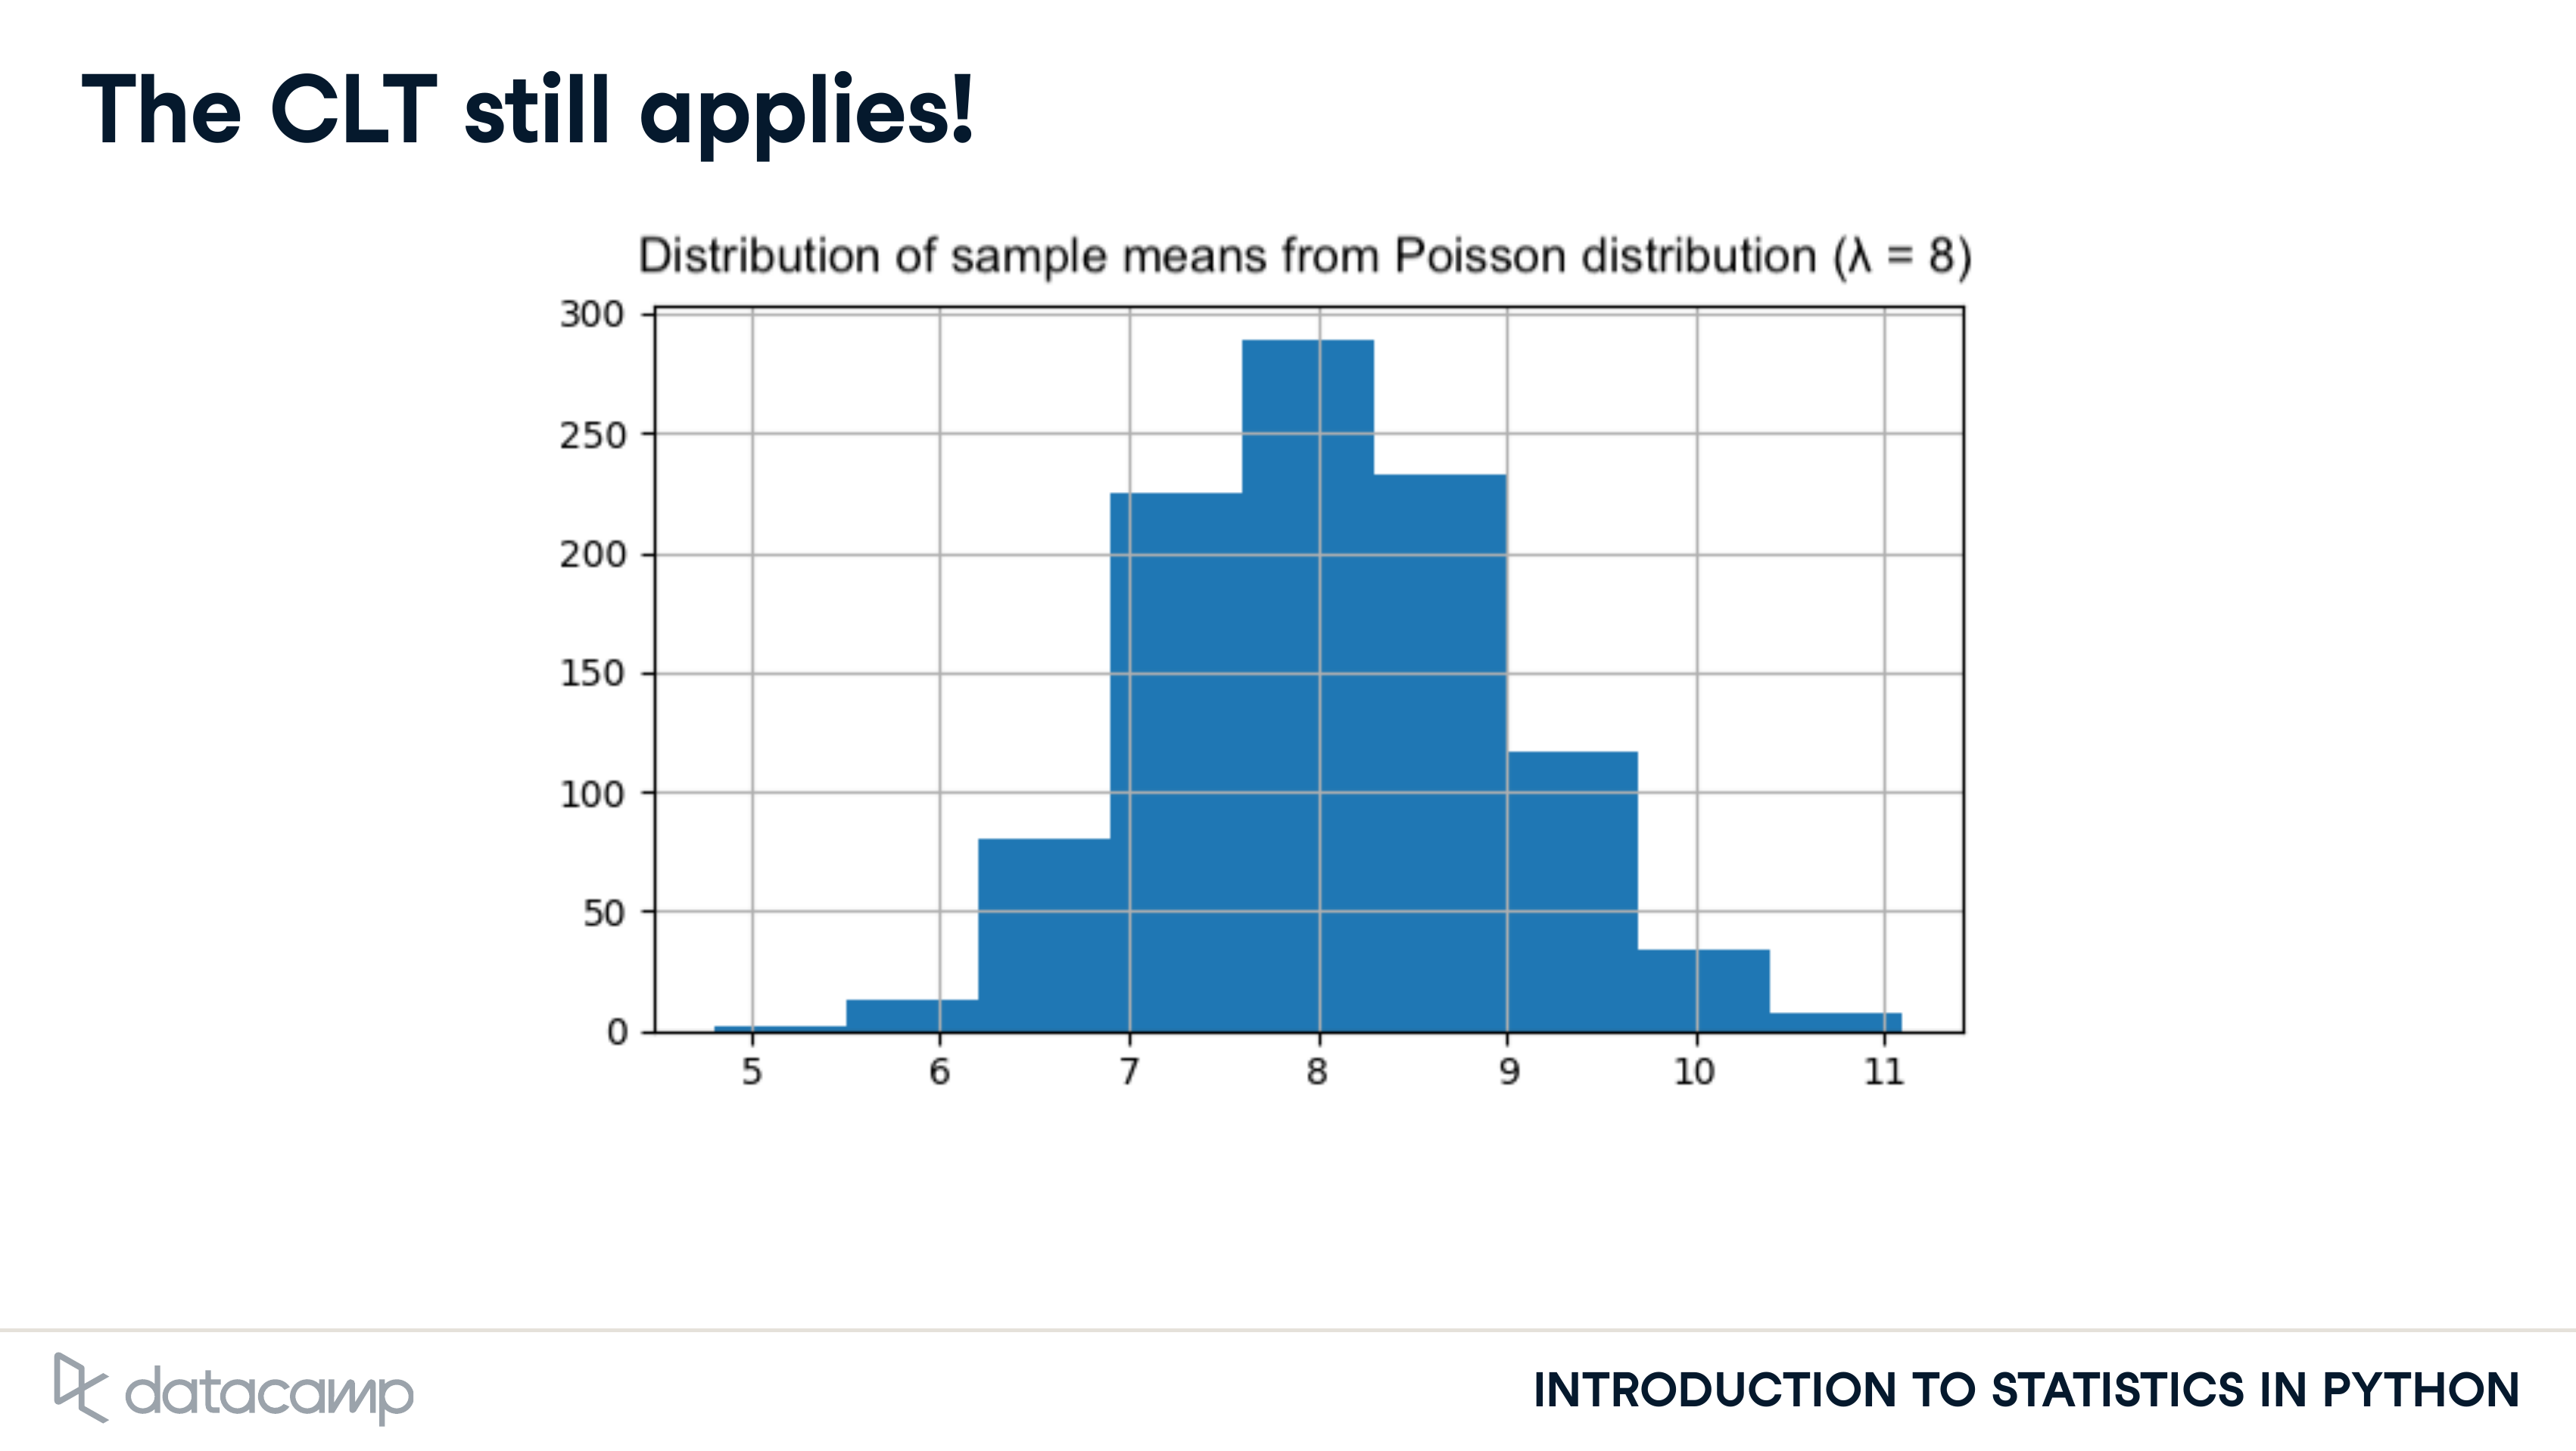 The CLT still applies!
Distribution of sample means from Poisson distribution (λ = 8)
300
250
200
150
100
50
0
5 6 7 8 9 10 11
datacamp
INTRODUCTION TO STATISTICS IN PYTHON